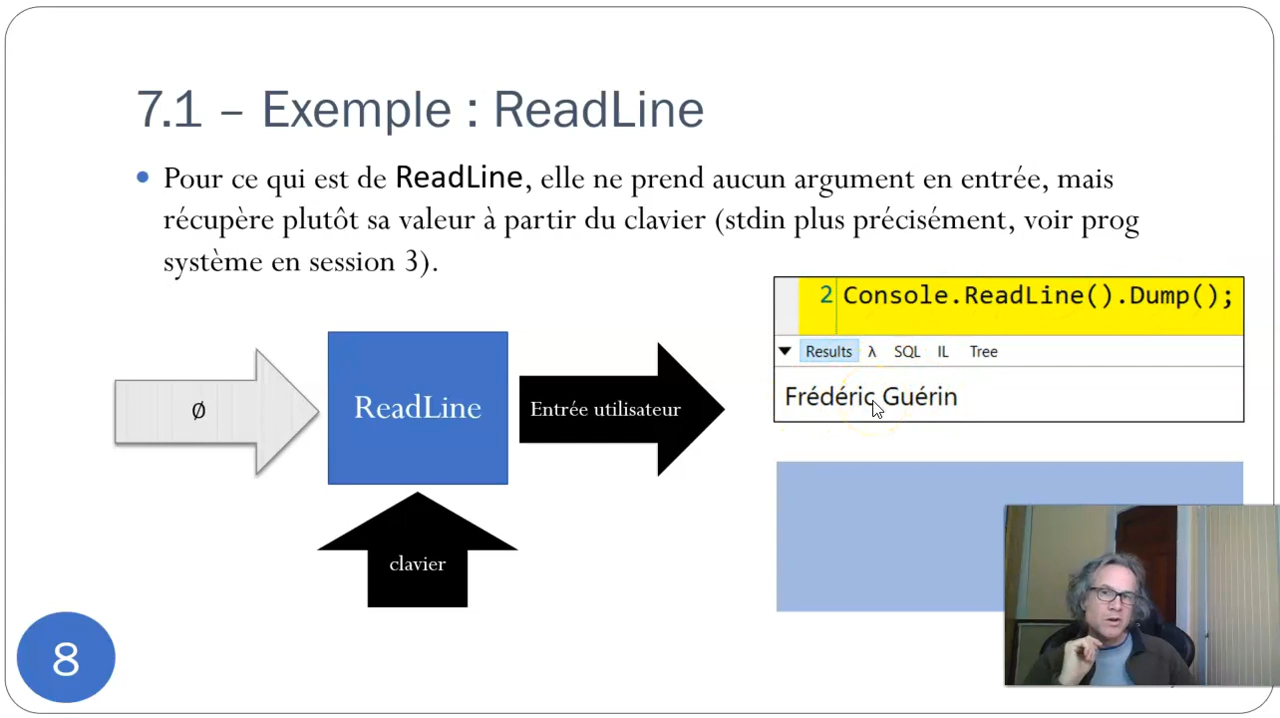 7.1 – Exemple : ReadLine
• Pour ce qui est de ReadLine, elle ne prend aucun argument en entrée, mais
récupère plutôt sa valeur à partir du clavier (stdin plus précisément, voir prog
système en session 3).
2 Console.ReadLine().Dump();
Results λ SQL IL Tree
Frédéric Guérin
Ø
ReadLine
Entrée utilisateur
clavier
8